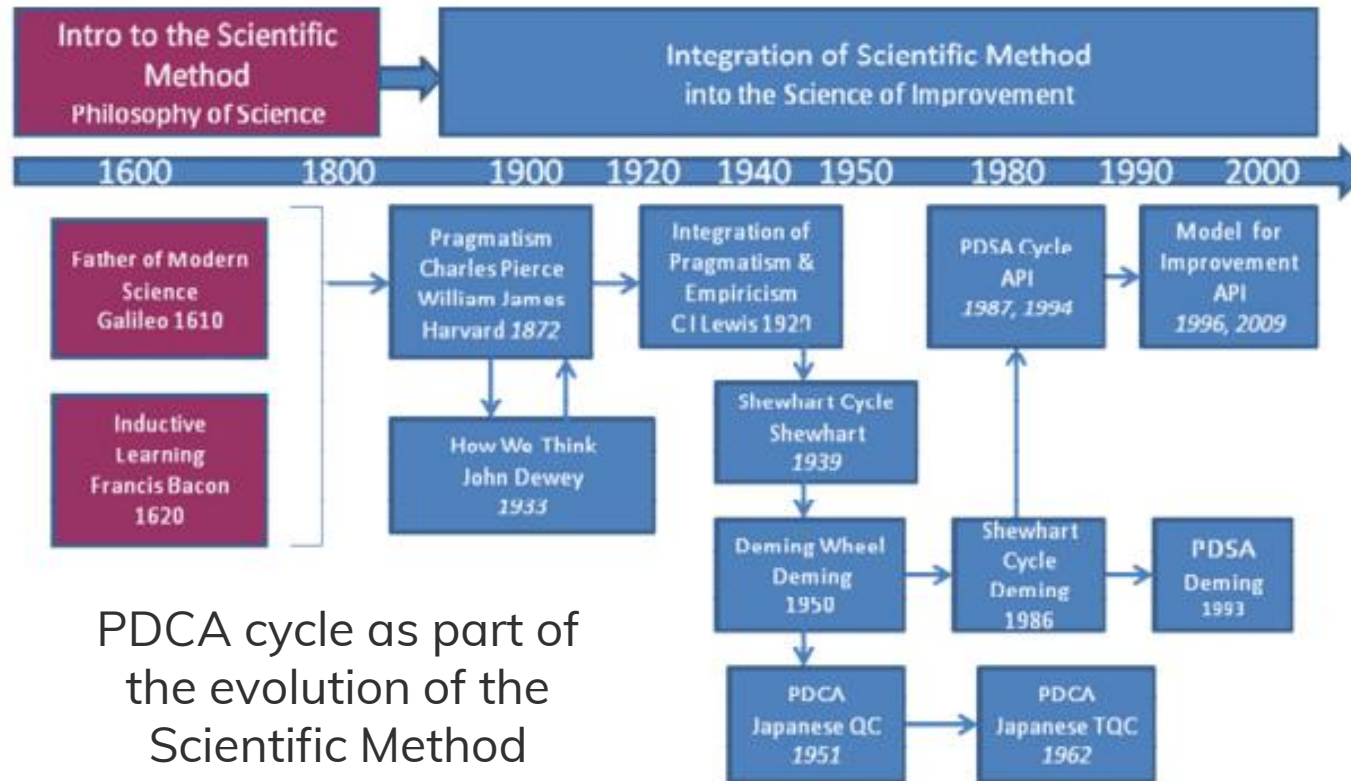 Intro to the Scientific
Method
Philosophy of Science
Integration of Scientific Method
into the Science of Improvement
1600 1800 1900 1920 1940 1950 1980 1990 2000
Father of Modern
Science
Galileo 1610
Inductive
Learning
Francis Bacon
1620
Pragmatism
Charles Pierce
William James
Harvard 1872
How We Think
John Dewey
1933
Integration of
Pragmatism &
Empiricism
C I Lewis 1929
Shewhart Cycle
Shewhart
1939
Deming Wheel
Deming
1950
PDCA
Japanese QC
1951
PDCA
Japanese TQC
1962
Shewhart
Cycle
Deming
1986
PDSA
Deming
1993
PDSA Cycle
API
1987, 1994
Model for
Improvement
API
1996, 2009
PDCA cycle as part of
the evolution of the
Scientific Method